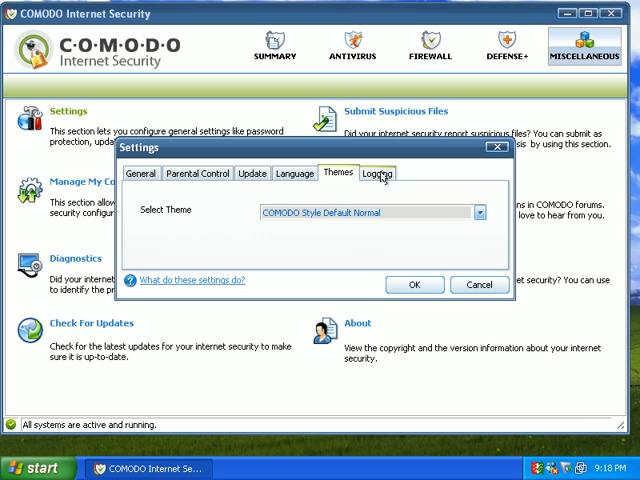 COMODO Internet Security
C·O·M·O·D·O
Internet Security
SUMMARY
ANTIVIRUS
FIREWALL
DEFENSE+
MISCELLANEOUS
Settings
This section lets you configure general settings like password
protection, upda
Submit Suspicious Files
Did your internet security report suspicious files? You can submit as
sis by using this section.
Manage My Co
This section allow
security configur
ns in COMODO forums.
love to hear from you.
Diagnostics
Did your internet
to identify the pr
et security? You can use
Settings
General
Parental Control
Update
Language
Themes
Logging
Select Theme
COMODO Style Default Normal
What do these settings do?
OK
Cancel
Check For Updates
Check for the latest updates for your internet security to make
sure it is up-to-date.
About
View the copyright and the version information about your internet
security.
All systems are active and running.
start
COMODO Internet Se...
9:18 PM